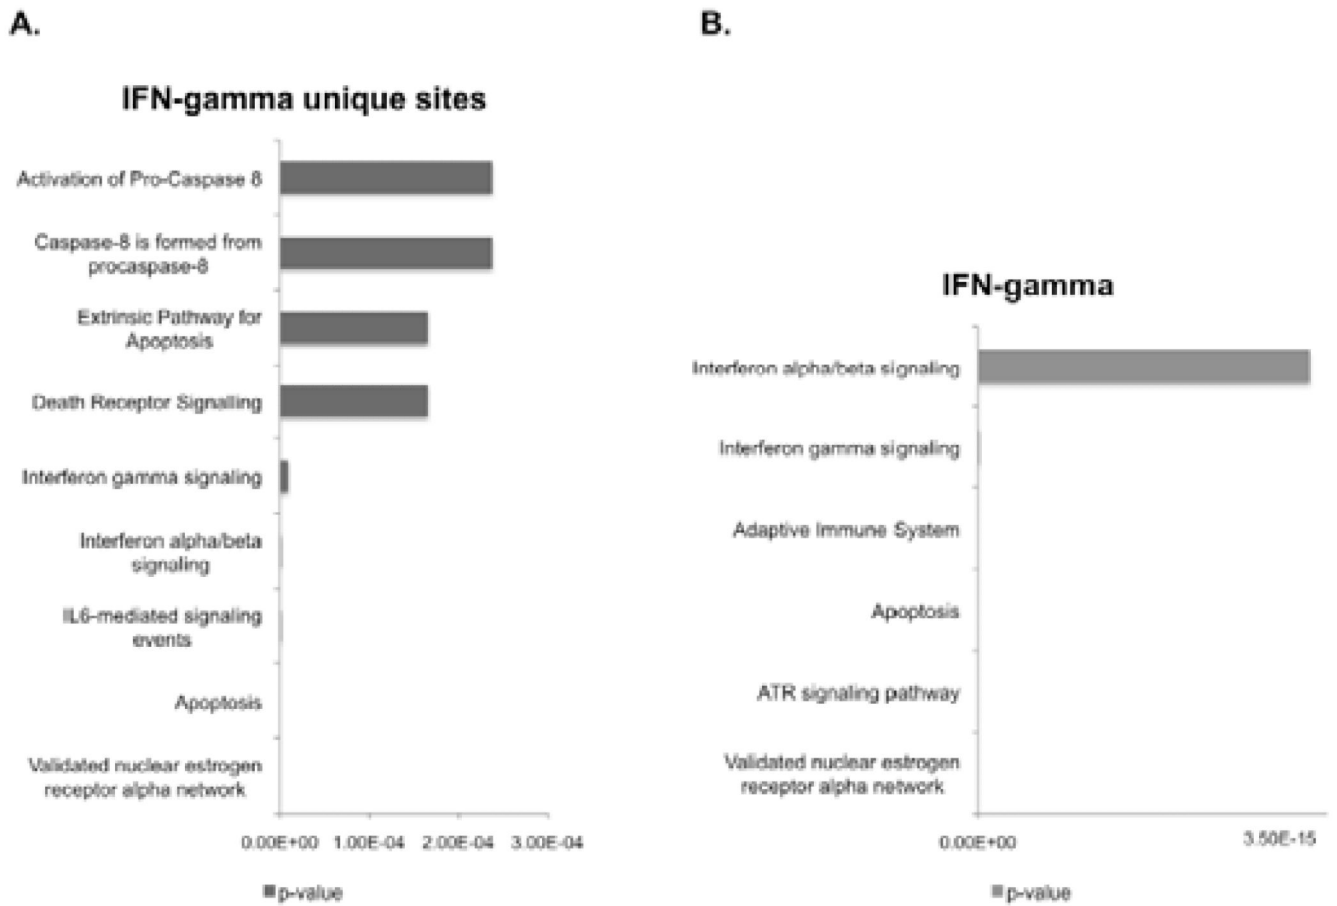 A.
IFN-gamma unique sites
Activation of Pro-Caspase 8
Caspase-8 is formed from
procaspase-8
Extrinsic Pathway for
Apoptosis
Death Receptor Signalling
Interferon gamma signaling
Interferon alpha/beta
signaling
IL6-mediated signaling
events
Apoptosis
Validated nuclear estrogen
receptor alpha network
0.00E+00 1.00E-04 2.00E-04 3.00E-04
p-value
B.
IFN-gamma
Interferon alpha/beta signaling
Interferon gamma signaling
Adaptive Immune System
Apoptosis
ATR signaling pathway
Validated nuclear estrogen
receptor alpha network
0.00E+00 3.50E-15
p-value